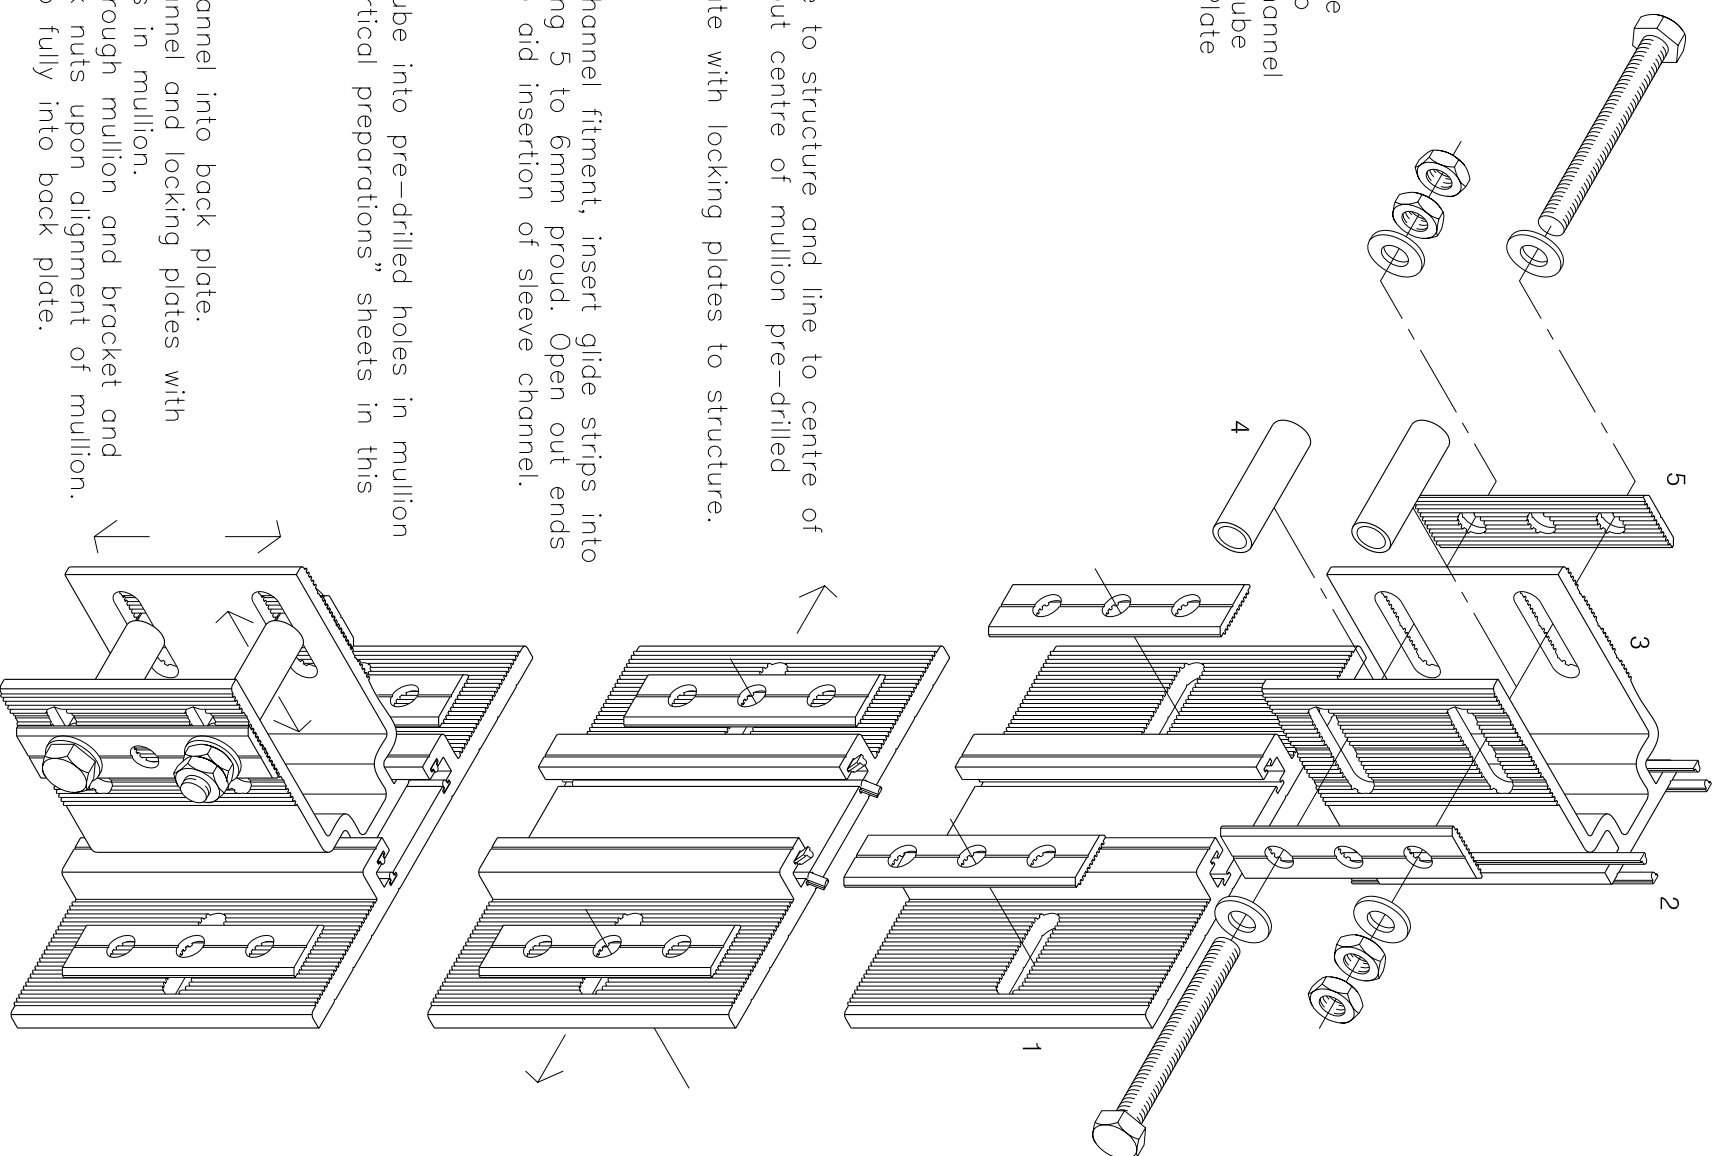 e
p
hannel
ube
Plate
e to structure and line to centre of
out centre of mullion pre-drilled
ate with locking plates to structure.
channel fitment, insert glide strips into
ng 5 to 6mm proud. Open out ends
aid insertion of sleeve channel.
ube into pre-drilled holes in mullion
rtical preparations" sheets in this
annel into back plate.
annel and locking plates with
s in mullion.
rough mullion and bracket and
k nuts upon alignment of mullion.
fully into back plate.
5
3
2
4
1